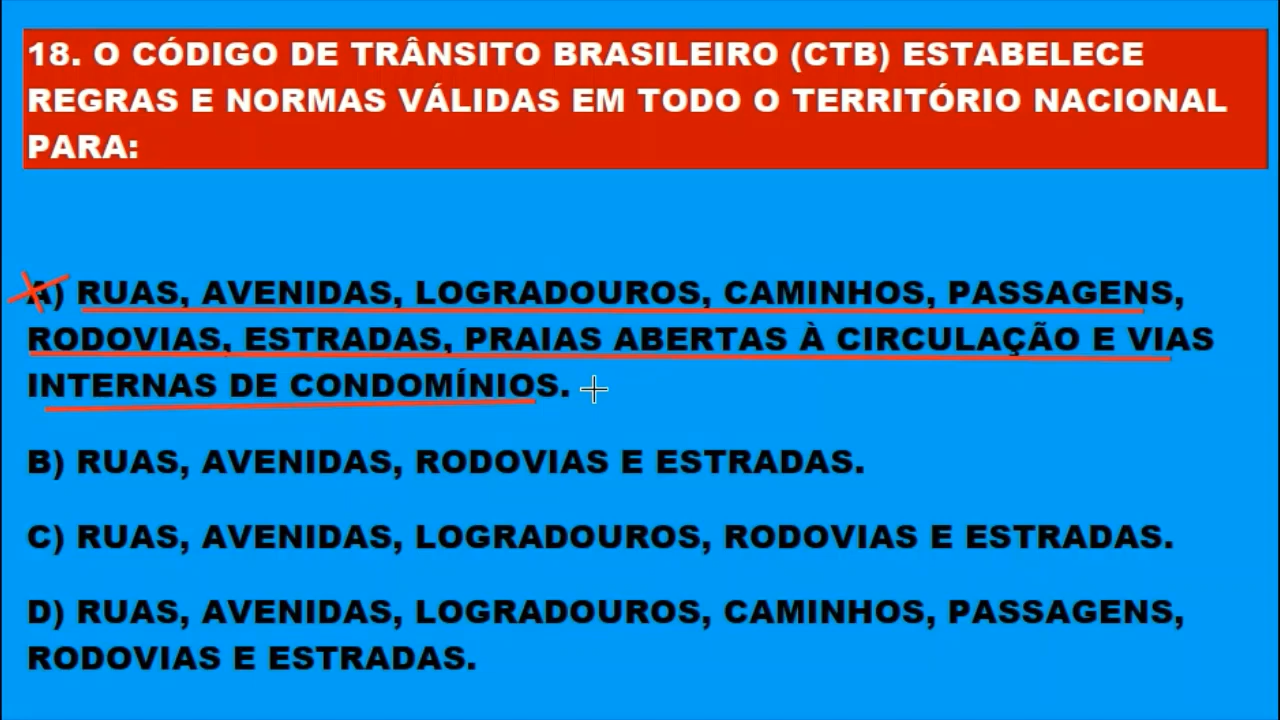 18. O CÓDIGO DE TRÂNSITO BRASILEIRO (CTB) ESTABELECE
REGRAS E NORMAS VÁLIDAS EM TODO O TERRITÓRIO NACIONAL
PARA:
A) RUAS, AVENIDAS, LOGRADOUROS, CAMINHOS, PASSAGENS,
RODOVIAS, ESTRADAS, PRAIAS ABERTAS À CIRCULAÇÃO E VIAS
INTERNAS DE CONDOMÍNIOS.
B) RUAS, AVENIDAS, RODOVIAS E ESTRADAS.
C) RUAS, AVENIDAS, LOGRADOUROS, RODOVIAS E ESTRADAS.
D) RUAS, AVENIDAS, LOGRADOUROS, CAMINHOS, PASSAGENS,
RODOVIAS E ESTRADAS.